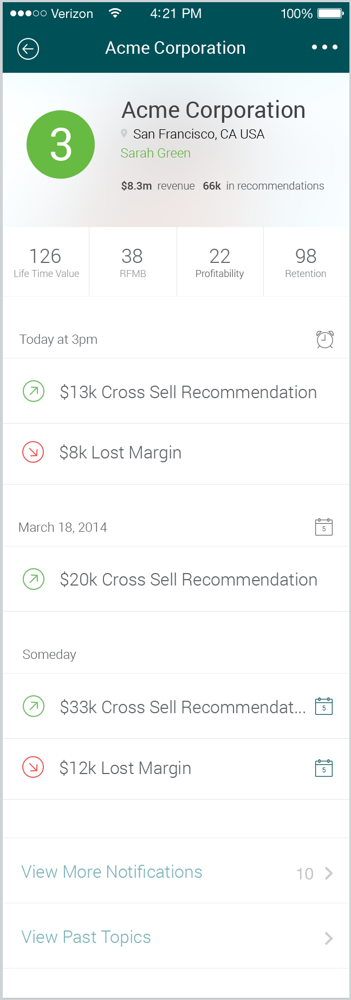 Verizon 4:21 PM 100%
Acme Corporation
3
Acme Corporation
San Francisco, CA USA
Sarah Green
$8.3m revenue 66k in recommendations
126 38 22 98
Life Time Value RFMB Profitability Retention
Today at 3pm
$13k Cross Sell Recommendation
$8k Lost Margin
March 18, 2014 5
$20k Cross Sell Recommendation
Someday
$33k Cross Sell Recommendat... 5
$12k Lost Margin 5
View More Notifications 10
View Past Topics